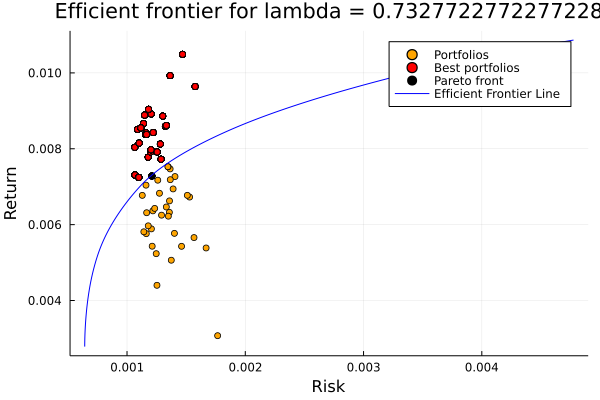 Efficient frontier for lambda = 0.7327722772277228
Portfolios
Best portfolios
Pareto front
Efficient Frontier Line
0.010
0.008
0.006
0.004
Return
0.001 0.002 0.003 0.004
Risk